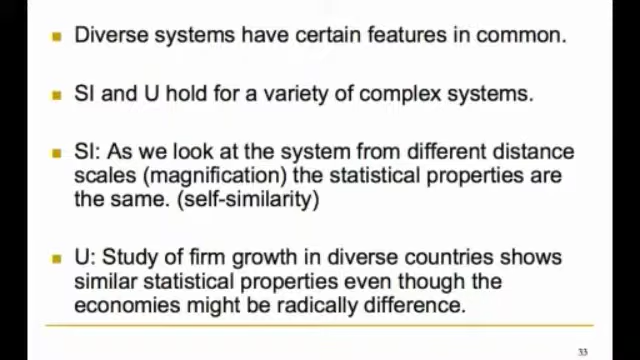 Diverse systems have certain features in common.
SI and U hold for a variety of complex systems.
SI: As we look at the system from different distance
scales (magnification) the statistical properties are
the same. (self-similarity)
U: Study of firm growth in diverse countries shows
similar statistical properties even though the
economies might be radically difference.
33